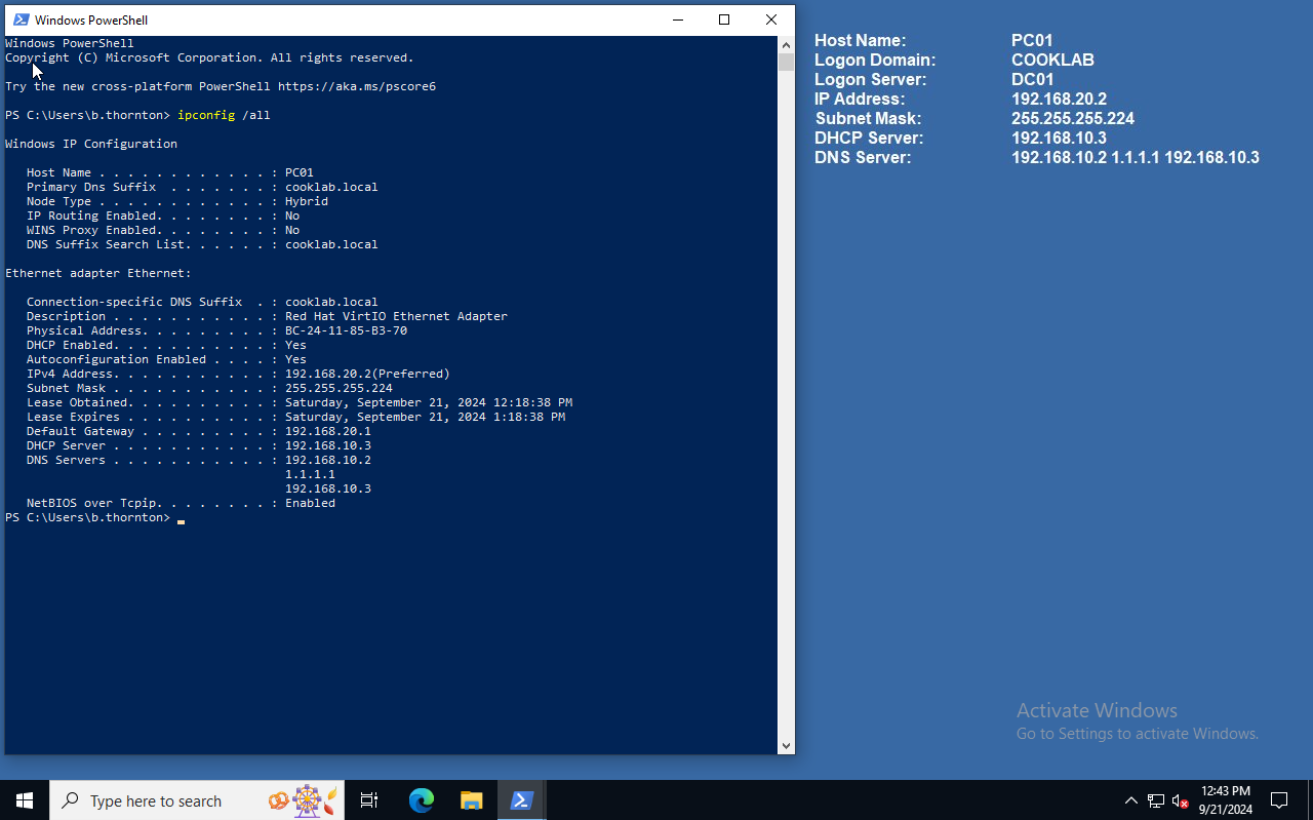 Windows PowerShell
Windows PowerShell
Copyright (C) Microsoft Corporation. All rights reserved.
Try the new cross-platform PowerShell https://aka.ms/pscore6
PS C:\Users\b.thornton> ipconfig /all
Windows IP Configuration
Host Name . . . . . . . . . . . . : PC01
Primary Dns Suffix  . . . . . . . : cooklab.local
Node Type . . . . . . . . . . . . : Hybrid
IP Routing Enabled. . . . . . . . : No
WINS Proxy Enabled. . . . . . . . : No
DNS Suffix Search List. . . . . . : cooklab.local
Ethernet adapter Ethernet:
Connection-specific DNS Suffix  . : cooklab.local
Description . . . . . . . . . . . : Red Hat VirtIO Ethernet Adapter
Physical Address. . . . . . . . . : BC-24-11-85-B3-70
DHCP Enabled. . . . . . . . . . . : Yes
Autoconfiguration Enabled . . . . : Yes
IPv4 Address. . . . . . . . . . . : 192.168.20.2(Preferred)
Subnet Mask . . . . . . . . . . . : 255.255.255.224
Lease Obtained. . . . . . . . . . : Saturday, September 21, 2024 12:18:38 PM
Lease Expires . . . . . . . . . . : Saturday, September 21, 2024 1:18:38 PM
Default Gateway . . . . . . . . . : 192.168.20.1
DHCP Server . . . . . . . . . . . : 192.168.10.3
DNS Servers . . . . . . . . . . . : 192.168.10.2
1.1.1.1
192.168.10.3
NetBIOS over Tcpip. . . . . . . . : Enabled
PS C:\Users\b.thornton>
Host Name: PC01
Logon Domain: COOKLAB
Logon Server: DC01
IP Address: 192.168.20.2
Subnet Mask: 255.255.255.224
DHCP Server: 192.168.10.3
DNS Server: 192.168.10.2 1.1.1.1 192.168.10.3
Activate Windows
Go to Settings to activate Windows.
Type here to search
12:43 PM
9/21/2024